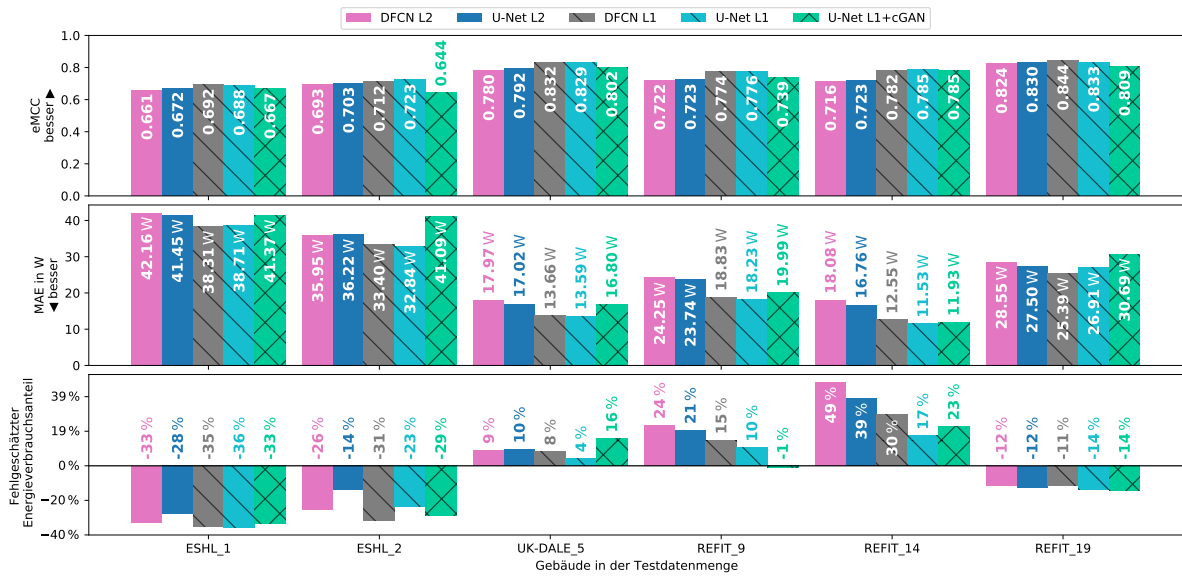 DFCN L2 U-Net L2 DFCN L1 U-Net L1 U-Net L1+cGAN
eMCC
besser ▶
1.0
0.8
0.6
0.4
0.2
0.0
0.661 0.672 0.692 0.688 0.667
0.693 0.703 0.712 0.723 0.644
0.780 0.792 0.832 0.829 0.802
0.722 0.723 0.774 0.776 0.739
0.716 0.723 0.782 0.785 0.785
0.824 0.830 0.844 0.833 0.809
MAE in W
◀ besser
40
30
20
10
0
42.16 W 41.45 W 38.31 W 38.71 W 41.37 W
35.95 W 36.22 W 33.40 W 32.84 W 41.09 W
17.97 W 17.02 W 13.66 W 13.59 W 16.80 W
24.25 W 23.74 W 18.83 W 18.23 W 19.99 W
18.08 W 16.76 W 12.55 W 11.53 W 11.93 W
28.55 W 27.50 W 25.39 W 26.91 W 30.69 W
Fehlgeschätzter
Energieverbrauchsanteil
39 %
19 %
0 %
−20 %
−40 %
-33 % -28 % -35 % -36 % -33 %
-26 % -14 % -31 % -23 % -29 %
9 % 10 % 8 % 4 % 16 %
24 % 21 % 15 % 10 % -1 %
49 % 39 % 30 % 17 % 23 %
-12 % -12 % -11 % -14 % -14 %
ESHL_1 ESHL_2 UK-DALE_5 REFIT_9 REFIT_14 REFIT_19
Gebäude in der Testdatenmenge